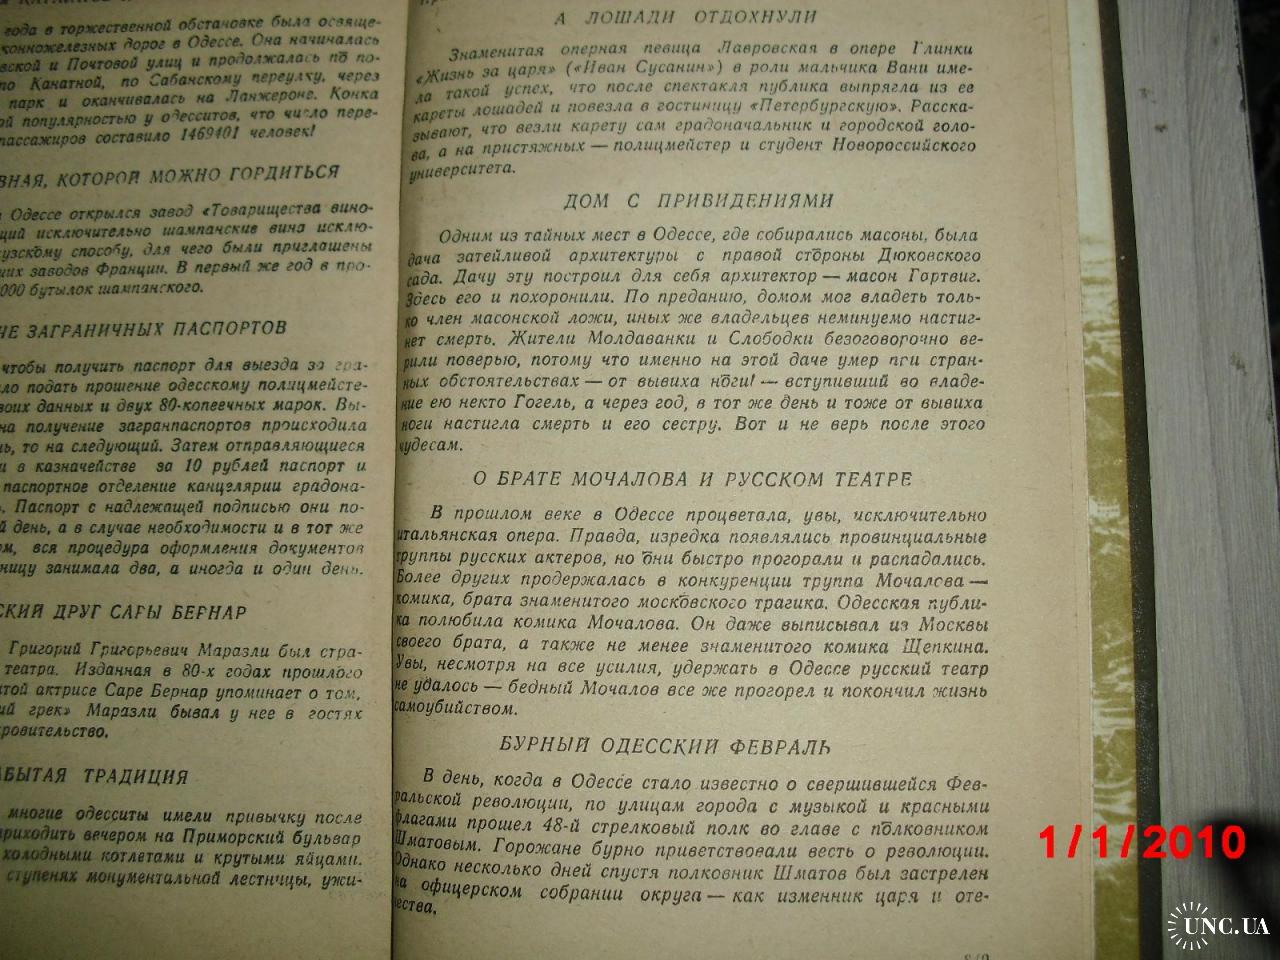 года в торжественной обстановке была освяще-
конножелезных дорог в Одессе. Она начиналась
вской и Почтовой улиц и продолжалась по по-
по Канатной, по Сабанскому переулку, через
парк и оканчивалась на Ланжероне. Конка
ой популярностью у одесситов, что число пере-
пассажиров составило 1469401 человек!
ВНАЯ, КОТОРОЙ МОЖНО ГОРДИТЬСЯ
Одессе открылся завод «Товарищества вино-
щий исключительно шампанские вина исклю-
узскому способу, для чего были приглашены
ших заводов Франции. В первый же год в про-
000 бутылок шампанского.
НЕ ЗАГРАНИЧНЫХ ПАСПОРТОВ
чтобы получить паспорт для выезда за гра-
ло подать прошение одесскому полицмейсте-
воих данных и двух 80-копеечных марок. Вы-
на получение загранпаспортов происходила
нь, то на следующий. Затем отправляющиеся
и в казначействе за 10 рублей паспорт и
паспортное отделение канцелярии градона-
. Паспорт с надлежащей подписью они по-
й день, а в случае необходимости и в тот же
ом, вся процедура оформления документов
ницу занимала два, а иногда и один день.
СКИЙ ДРУГ САРЫ БЕРНАР
Григорий Григорьевич Маразли был стра-
театра. Изданная в 80-х годах прошлого
итой актрисе Саре Бернар упоминает о том,
ий грек» Маразли бывал у нее в гостях
кровительство.
АБЫТАЯ ТРАДИЦИЯ
многие одесситы имели привычку после
приходить вечером на Приморский бульвар
холодными котлетами и крутыми яйцами.
ступенях монументальной лестницы, ужи-
А ЛОШАДИ ОТДОХНУЛИ
Знаменитая оперная певица Лавровская в опере Глинки
«Жизнь за царя» («Иван Сусанин») в роли мальчика Вани име-
ла такой успех, что после спектакля публика выпрягла из ее
кареты лошадей и повезла в гостиницу «Петербургскую». Расска-
зывают, что везли карету сам градоначальник и городской голо-
ва, а на пристяжных — полицмейстер и студент Новороссийского
университета.
ДОМ С ПРИВИДЕНИЯМИ
Одним из тайных мест в Одессе, где собирались масоны, была
дача затейливой архитектуры с правой стороны Дюковского
сада. Дачу эту построил для себя архитектор — масон Гортвиг.
Здесь его и похоронили. По преданию, домом мог владеть толь-
ко член масонской ложи, иных же владельцев неминуемо настиг-
нет смерть. Жители Молдаванки и Слободки безоговорочно ве-
рили поверью, потому что именно на этой даче умер при стран-
ных обстоятельствах — от вывиха ноги! — вступивший во владе-
ние ею некто Гогель, а через год, в тот же день и тоже от вывиха
ноги настигла смерть и его сестру. Вот и не верь после этого
чудесам.
О БРАТЕ МОЧАЛОВА И РУССКОМ ТЕАТРЕ
В прошлом веке в Одессе процветала, увы, исключительно
итальянская опера. Правда, изредка появлялись провинциальные
труппы русских актеров, но они быстро прогорали и распадались.
Более других продержалась в конкуренции труппа Мочалова —
комика, брата знаменитого московского трагика. Одесская публи-
ка полюбила комика Мочалова. Он даже выписывал из Москвы
своего брата, а также не менее знаменитого комика Щепкина.
Увы, несмотря на все усилия, удержать в Одессе русский театр
не удалось — бедный Мочалов все же прогорел и покончил жизнь
самоубийством.
БУРНЫЙ ОДЕССКИЙ ФЕВРАЛЬ
В день, когда в Одессе стало известно о свершившейся Фев-
ральской революции, по улицам города с музыкой и красными
флагами прошел 48-й стрелковый полк во главе с полковником
Шматовым. Горожане бурно приветствовали весть о революции.
Однако несколько дней спустя полковник Шматов был застрелен
на офицерском собрании округа — как изменник царя и оте-
чества.
1/1/2010
UNC.UA